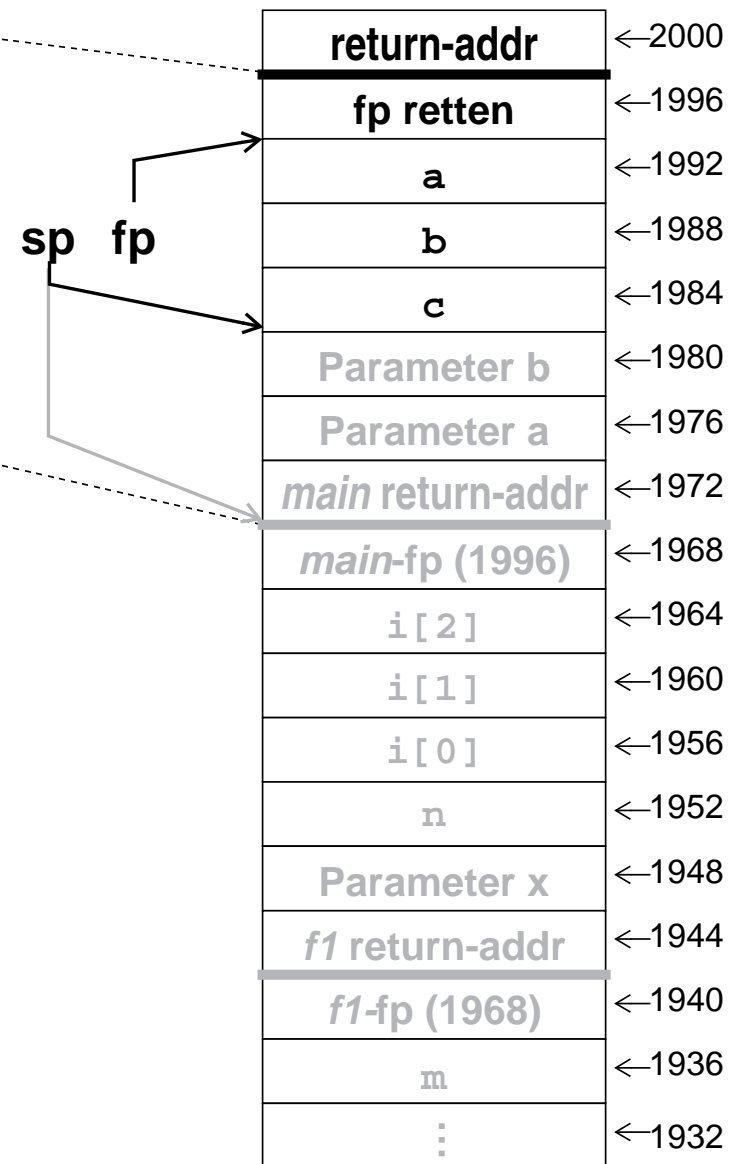 return-addr ←2000
fp retten ←1996
a ←1992
sp fp b ←1988
c ←1984
Parameter b ←1980
Parameter a ←1976
main return-addr ←1972
main-fp (1996) ←1968
i[2] ←1964
i[1] ←1960
i[0] ←1956
n ←1952
Parameter x ←1948
f1 return-addr ←1944
f1-fp (1968) ←1940
m ←1936
⋮ ←1932